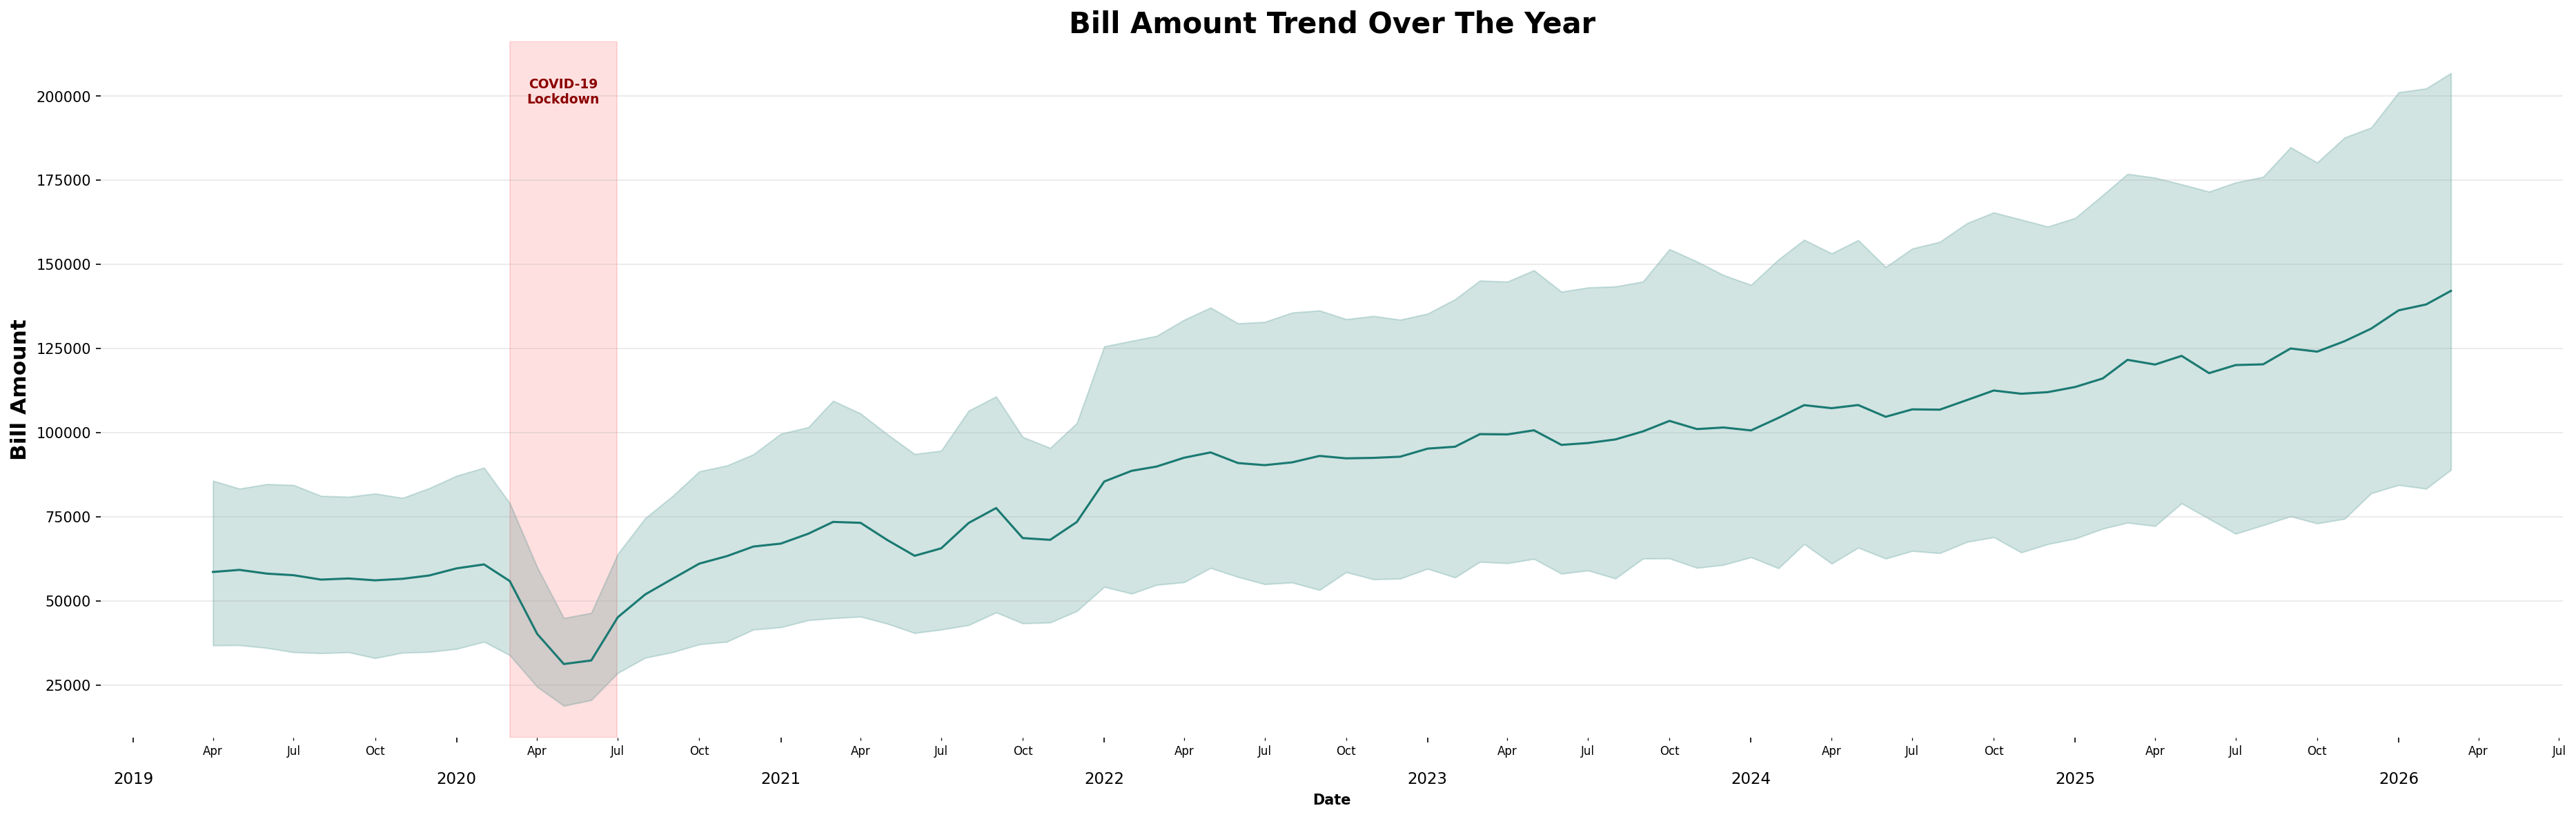 Bill Amount Trend Over The Year
COVID-19
Lockdown
200000
175000
150000
125000
100000
75000
50000
25000
Bill Amount
Apr Jul Oct Apr Jul Oct Apr Jul Oct Apr Jul Oct Apr Jul Oct Apr Jul Oct Apr Jul Oct Apr Jul
2019 2020 2021 2022 2023 2024 2025 2026
Date